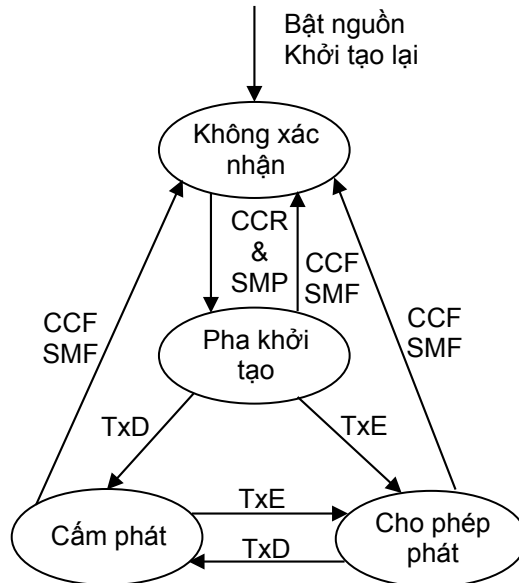 Bật nguồn
Khởi tạo lại
Không xác
nhận
CCR
&
SMP
CCF
SMF
CCF
SMF
CCF
SMF
Pha khởi
tạo
TxD
TxE
TxE
Cấm phát
Cho phép
phát
TxD